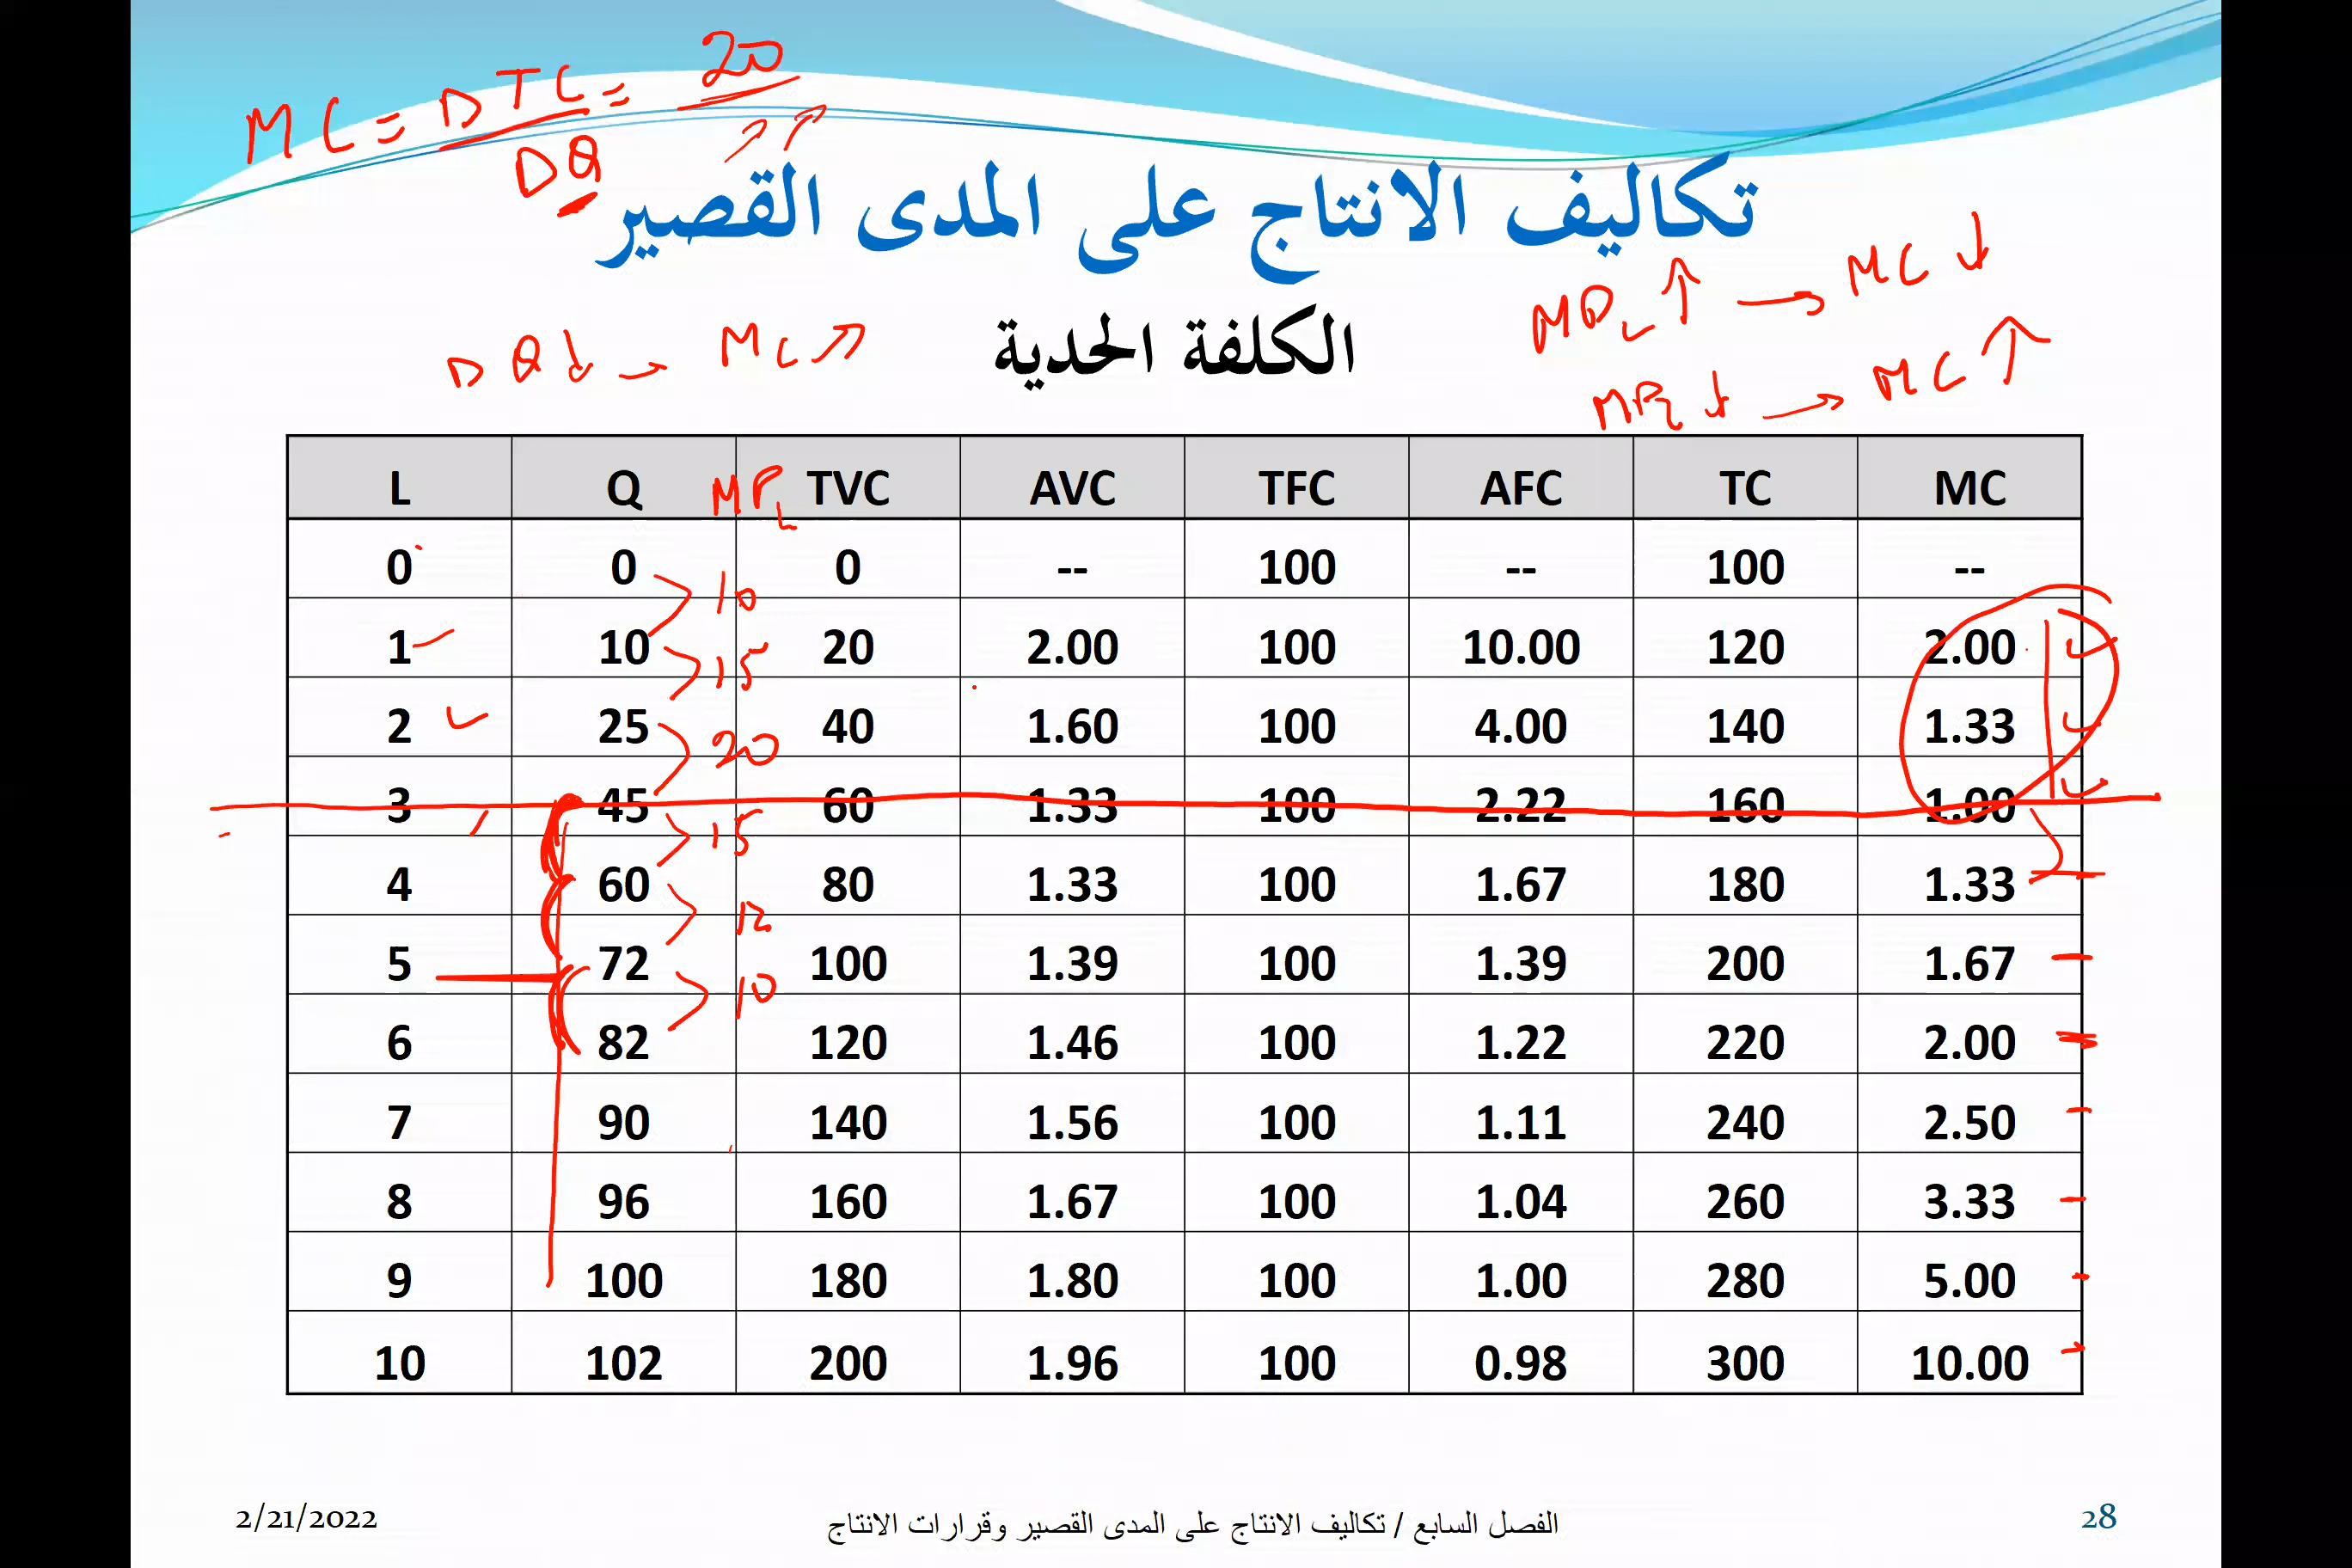 MC = DTC / DQ = 20 / ??
تكاليف الانتاج على المدى القصير
MPL ↑ → MC ↓
DQ ↓ → MC ↗
الكلفة الحدية
MPL ↓ → MC ↑
L Q MPL TVC AVC TFC AFC TC MC
0 0 0 -- 100 -- 100 --
10
1 10 20 2.00 100 10.00 120 2.00
15
2 25 40 1.60 100 4.00 140 1.33
20
3 45 60 1.33 100 2.22 160 1.00
15
4 60 80 1.33 100 1.67 180 1.33
12
5 72 100 1.39 100 1.39 200 1.67
10
6 82 120 1.46 100 1.22 220 2.00
7 90 140 1.56 100 1.11 240 2.50
8 96 160 1.67 100 1.04 260 3.33
9 100 180 1.80 100 1.00 280 5.00
10 102 200 1.96 100 0.98 300 10.00
2/21/2022
الفصل السابع / تكاليف الانتاج على المدى القصير وقرارات الانتاج
28